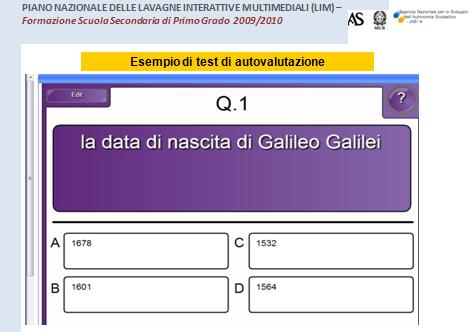 PIANO NAZIONALE DELLE LAVAGNE INTERATTIVE MULTIMEDIALI (LIM) –
Formazione Scuola Secondaria di Primo Grado 2009/2010
AS
Agenzia Nazionale per lo Sviluppo
dell'Autonomia Scolastica
Esempio di test di autovalutazione
Edit
Q.1
?
la data di nascita di Galileo Galilei
A 1678
C 1532
B 1601
D 1564